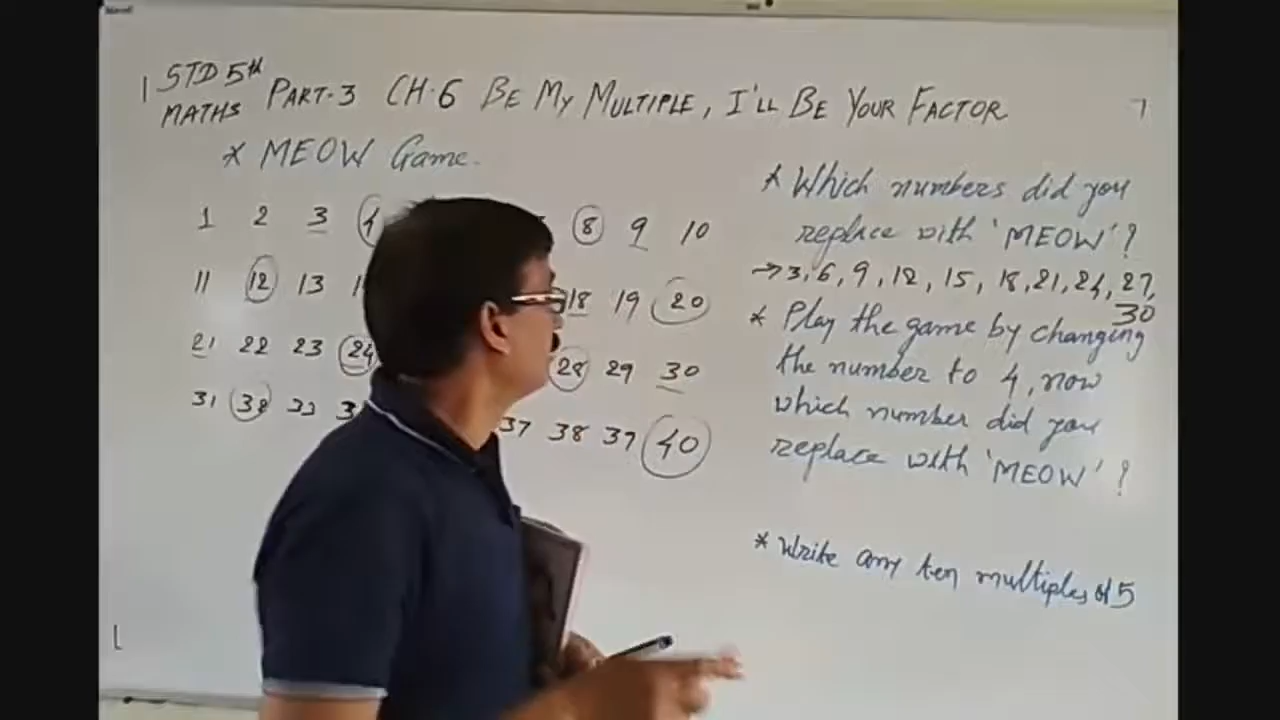 STD 5th
MATHS PART-3 CH-6 BE MY MULTIPLE, I'LL BE YOUR FACTOR
* MEOW Game.
1 2 3 4 8 9 10
11 12 13 18 19 20
21 22 23 24 28 29 30
31 38 33 37 38 37 40
* Which numbers did you
replace with 'MEOW'?
→ 3, 6, 9, 12, 15, 18, 21, 24, 27,
30
* Play the game by changing
the number to 4, now
which number did you
replace with 'MEOW'?
* Write any ten multiples of 5